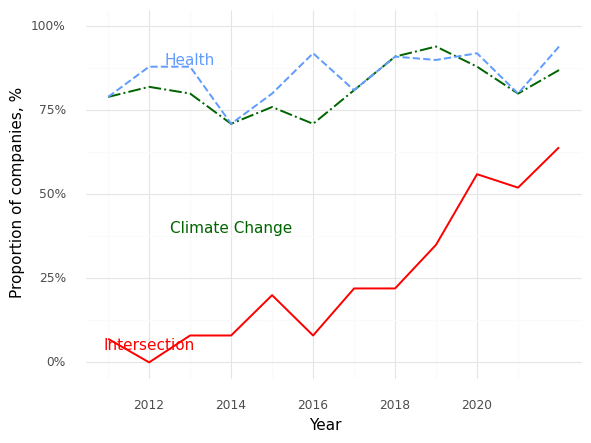 100%
Health
75%
50%
Climate Change
25%
Intersection
0%
2012 2014 2016 2018 2020
Year
Proportion of companies, %